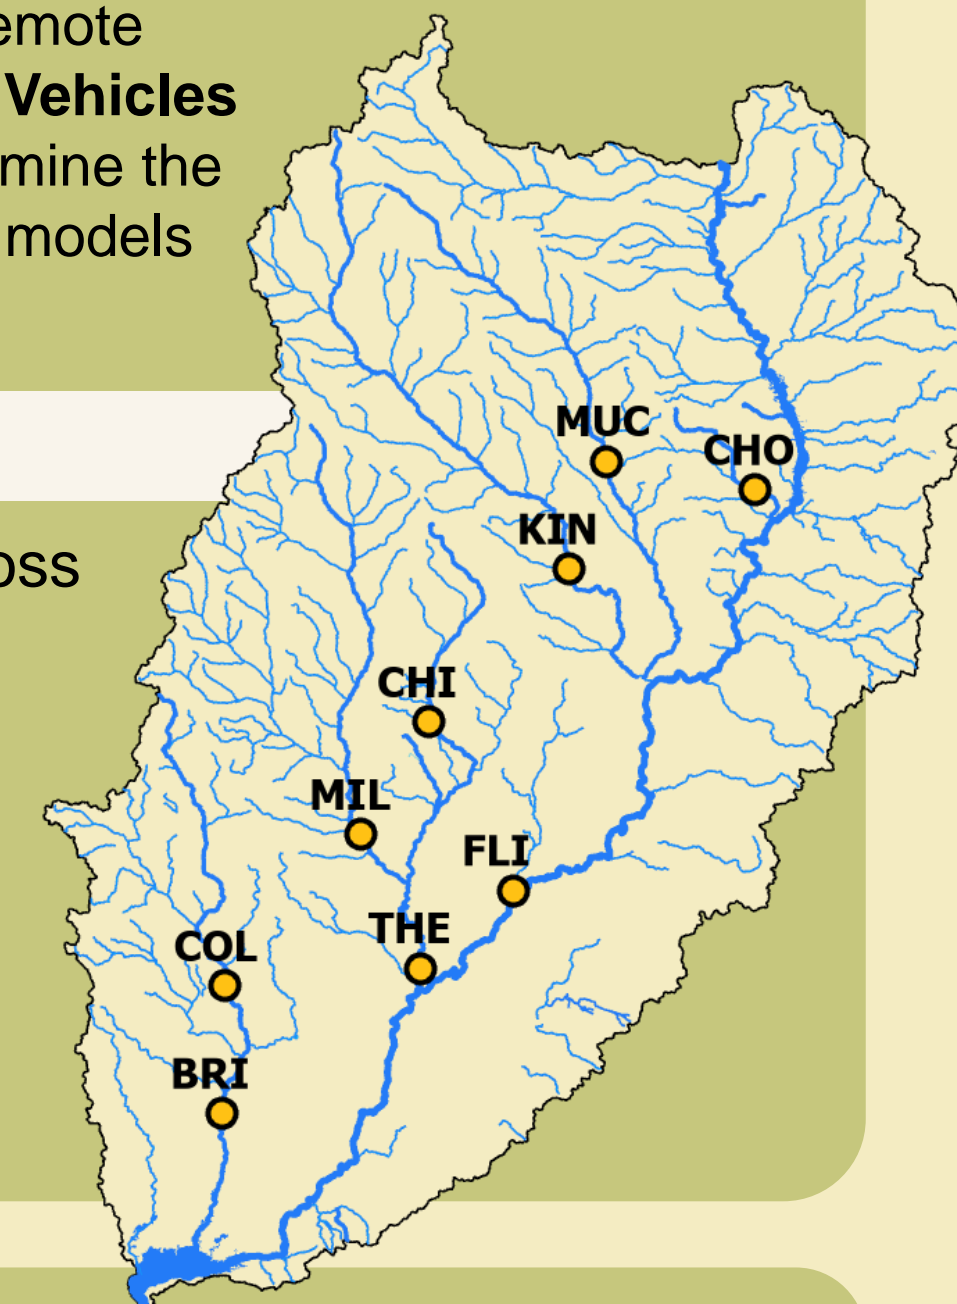 emote
Vehicles
mine the
models
oss
MUC
CHO
KIN
CHI
MIL
FLI
THE
COL
BRI